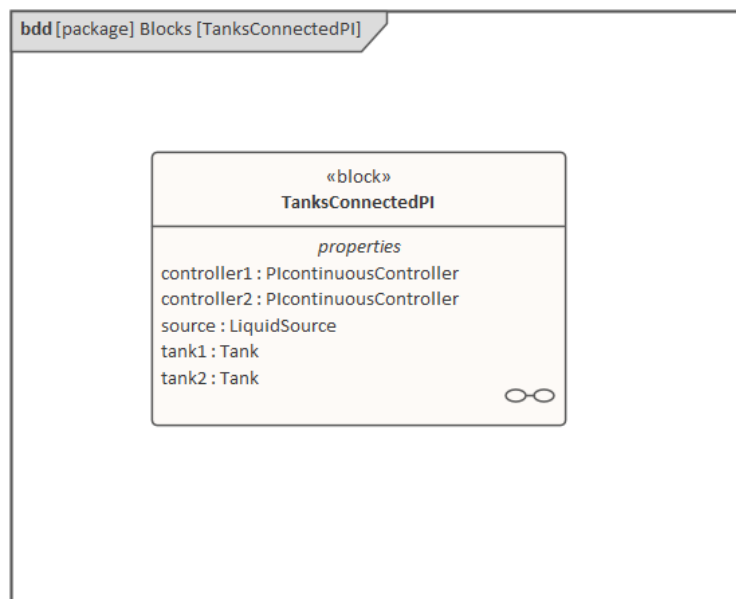 bdd [package] Blocks [TanksConnectedPI]
«block»
TanksConnectedPI
properties
controller1 : PIcontinuousController
controller2 : PIcontinuousController
source : LiquidSource
tank1 : Tank
tank2 : Tank